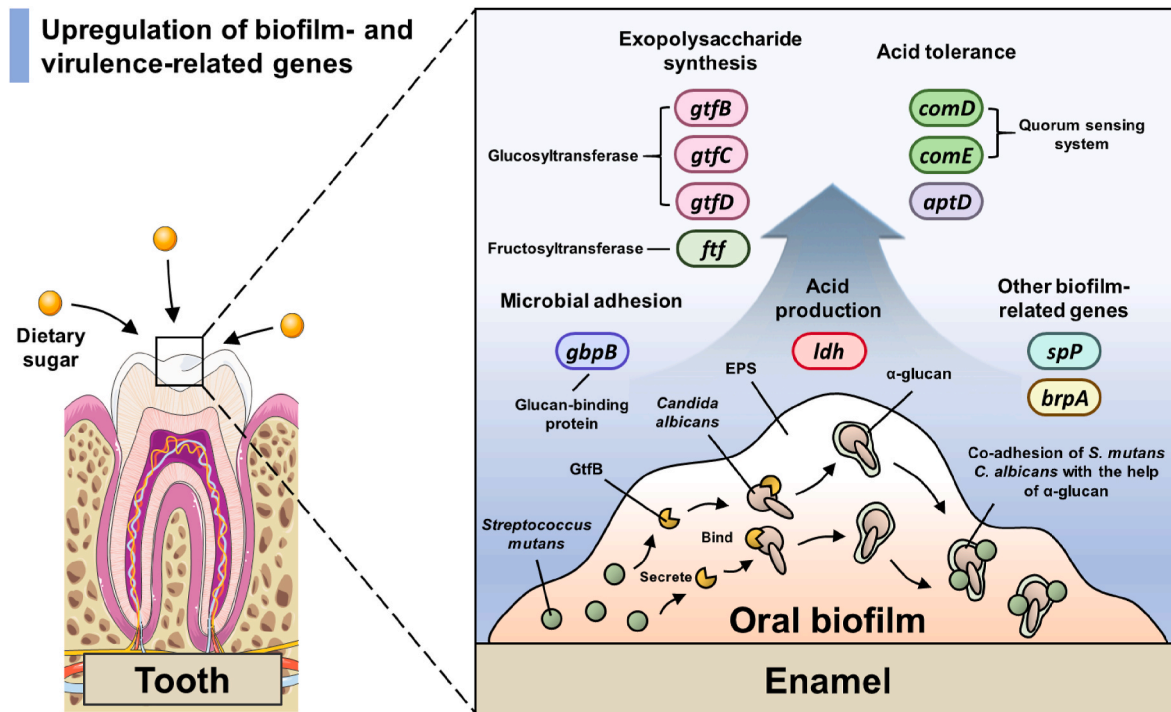 Upregulation of biofilm- and
virulence-related genes
Dietary
sugar
Tooth
Exopolysaccharide
synthesis
Glucosyltransferase
gtfB
gtfC
gtfD
Fructosyltransferase
ftf
Acid tolerance
comD
comE
Quorum sensing
system
aptD
Microbial adhesion
gbpB
Glucan-binding
protein
Acid
production
ldh
Other biofilm-
related genes
spP
brpA
EPS
α-glucan
Candida
albicans
GtfB
Streptococcus
mutans
Bind
Secrete
Co-adhesion of S. mutans
C. albicans with the help
of α-glucan
Oral biofilm
Enamel